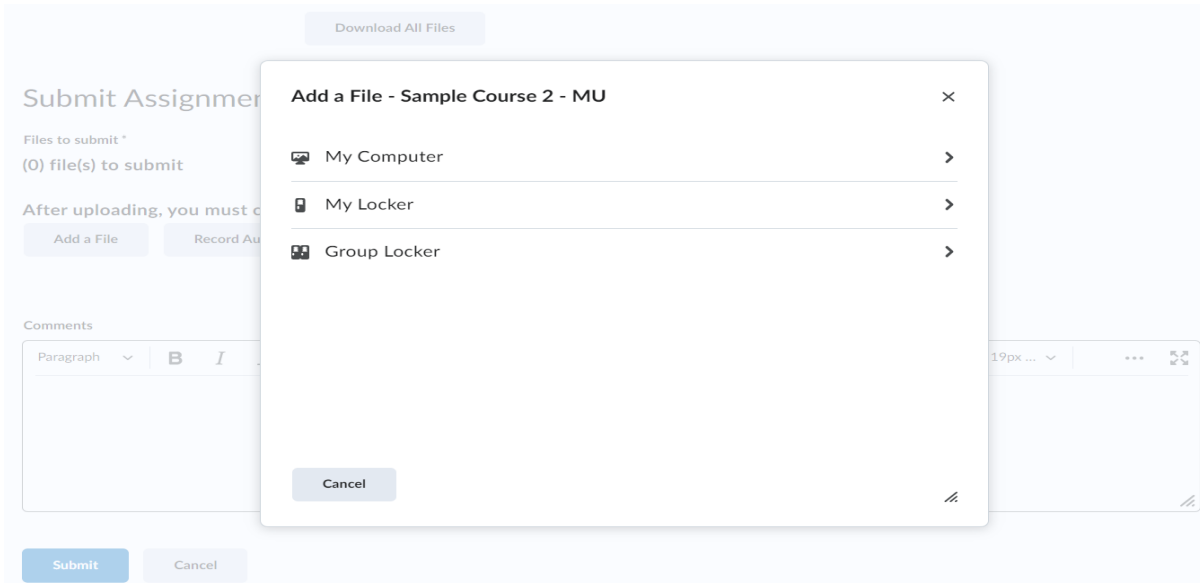 Download All Files
Submit Assignmen
Files to submit *
(0) file(s) to submit
After uploading, you must c
Add a File Record Au
Add a File - Sample Course 2 - MU
My Computer
My Locker
Group Locker
Cancel
Comments
Paragraph B I 19px ...
Submit Cancel